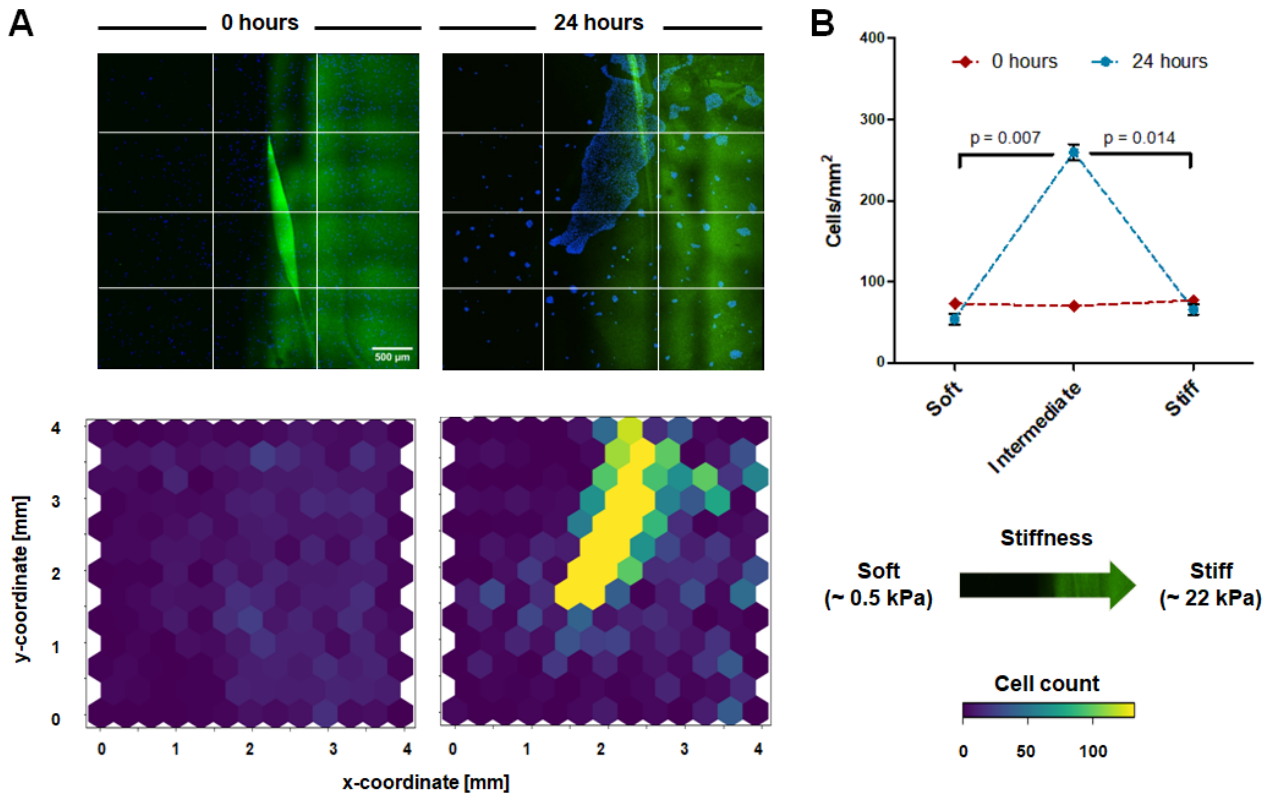 A
0 hours
24 hours
500 µm
4
3
2
1
0
y-coordinate [mm]
0 1 2 3 4
0 1 2 3 4
x-coordinate [mm]
B
400
300
200
100
0
Cells/mm²
0 hours
24 hours
p = 0.007
p = 0.014
Soft
Intermediate
Stiff
Stiffness
Soft
(~ 0.5 kPa)
Stiff
(~ 22 kPa)
Cell count
0 50 100